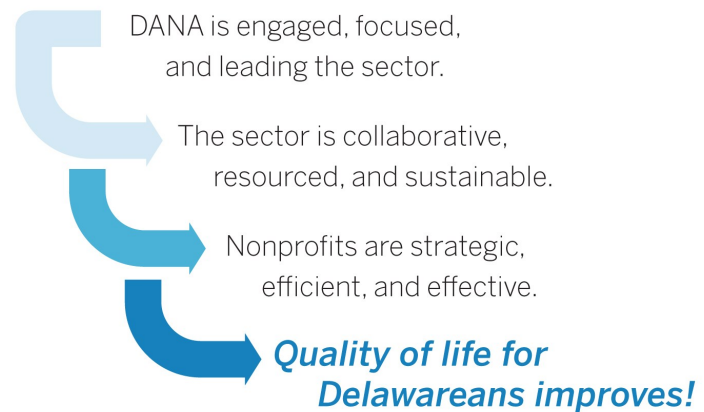 DANA is engaged, focused,
and leading the sector.
The sector is collaborative,
resourced, and sustainable.
Nonprofits are strategic,
efficient, and effective.
Quality of life for
Delawareans improves!